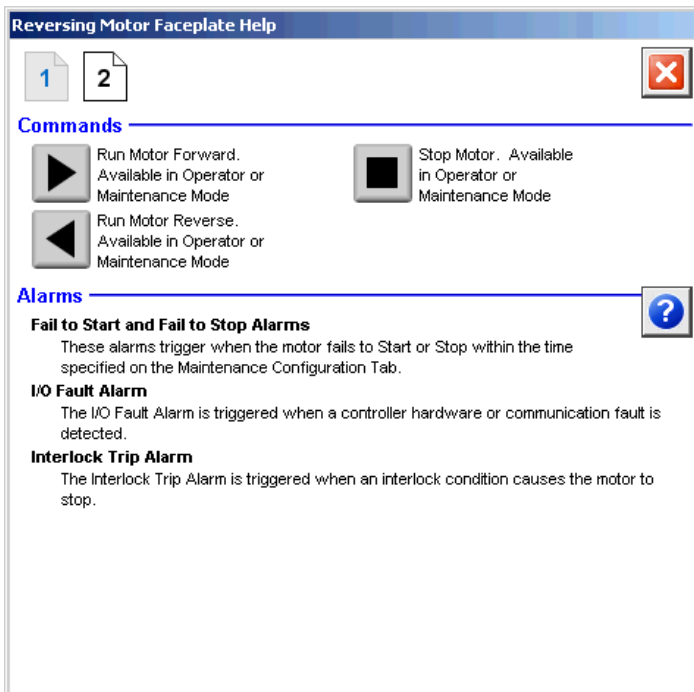 Reversing Motor Faceplate Help
1 2
Commands
Run Motor Forward.
Available in Operator or
Maintenance Mode
Stop Motor. Available
in Operator or
Maintenance Mode
Run Motor Reverse.
Available in Operator or
Maintenance Mode
Alarms
?
Fail to Start and Fail to Stop Alarms
These alarms trigger when the motor fails to Start or Stop within the time
specified on the Maintenance Configuration Tab.
I/O Fault Alarm
The I/O Fault Alarm is triggered when a controller hardware or communication fault is
detected.
Interlock Trip Alarm
The Interlock Trip Alarm is triggered when an interlock condition causes the motor to
stop.